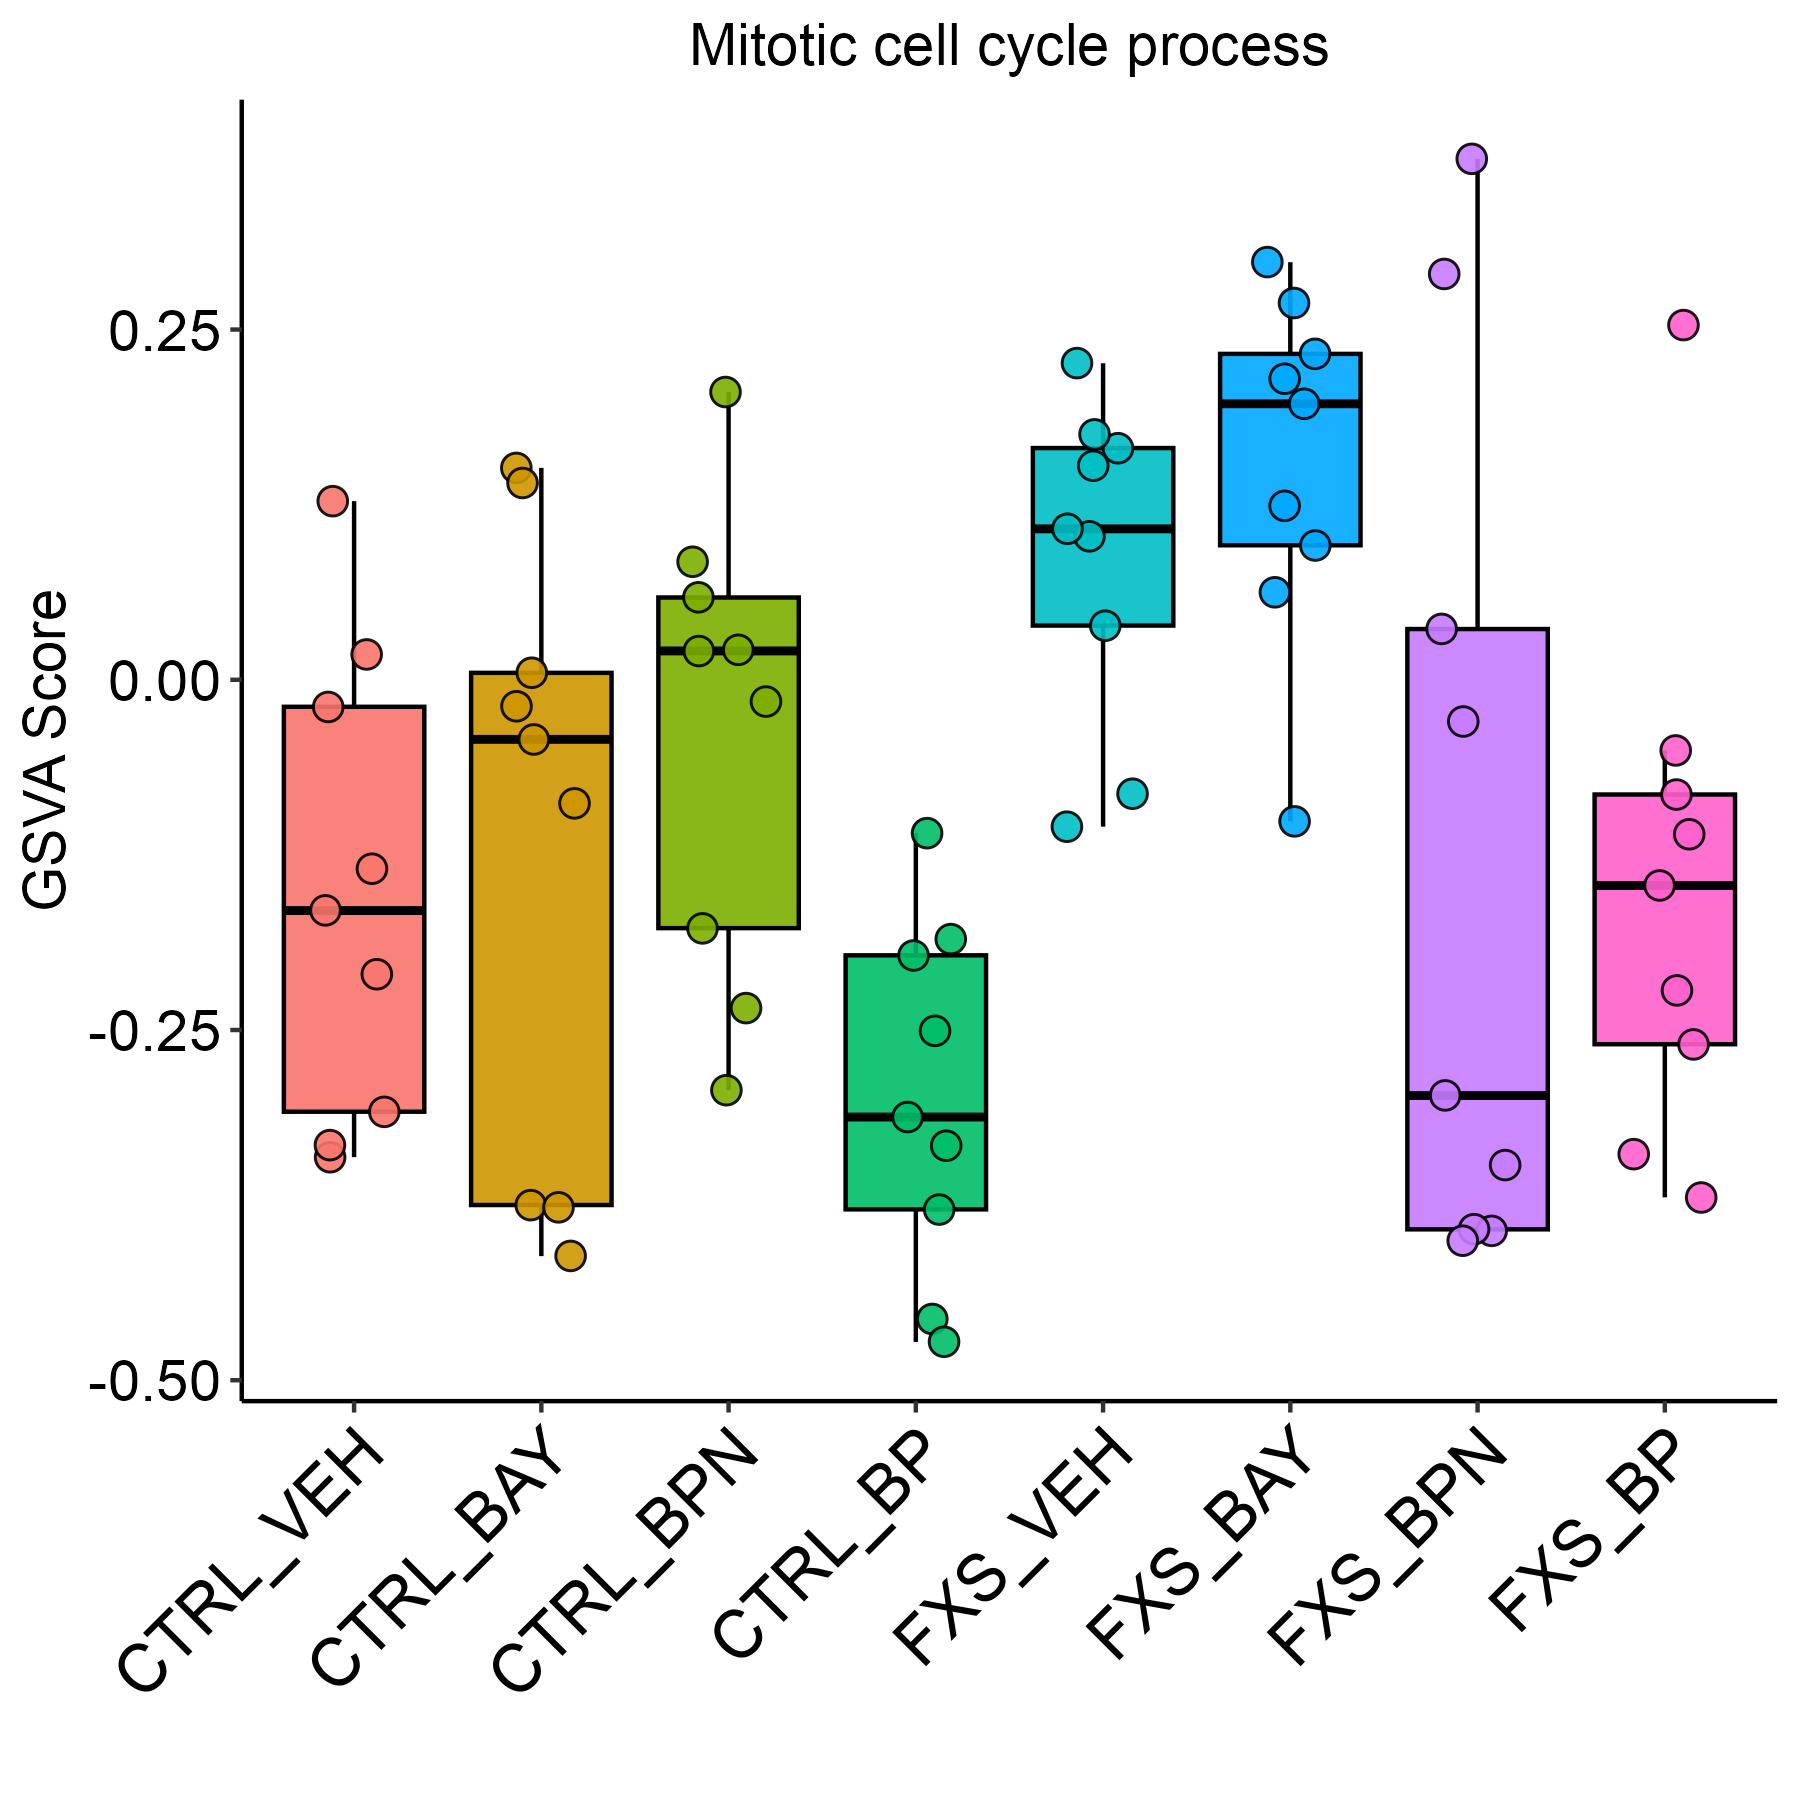 Mitotic cell cycle process
GSVA Score
0.25
0.00
-0.25
-0.50
CTRL_VEH
CTRL_BAY
CTRL_BPN
CTRL_BP
FXS_VEH
FXS_BAY
FXS_BPN
FXS_BP